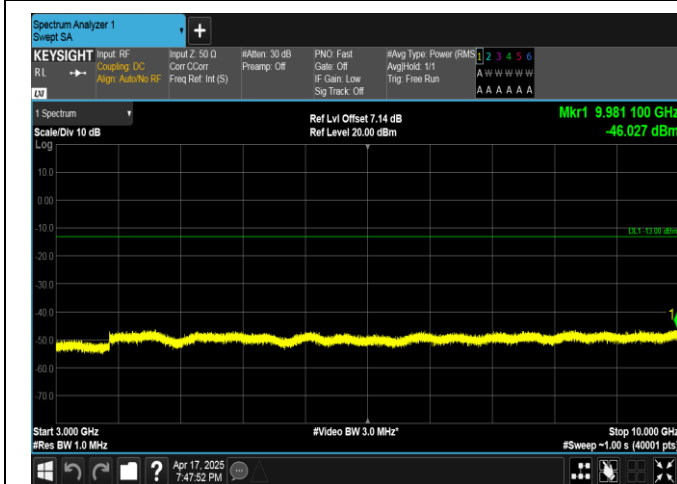 Spectrum Analyzer 1
Swept SA
+
KEYSIGHT Input: RF Input Z: 50 Ω #Atten: 30 dB PNO: Fast #Avg Type: Power (RMS 1 2 3 4 5 6
RL Coupling: DC Corr CCorr Preamp: Off Gate: Off Avg|Hold: 1/1 A W W W W W
Align: Auto/No RF Freq Ref: Int (S) IF Gain: Low Trig: Free Run
LXI Sig Track: Off A A A A A A
1 Spectrum Ref Lvl Offset 7.14 dB Mkr1 9.981 100 GHz
Scale/Div 10 dB Ref Level 20.00 dBm -46.027 dBm
Log
10.0
0.00
-10.0 DL1 -13.00 dBm
-20.0
-30.0
-40.0 1
-50.0
-60.0
-70.0
Start 3.000 GHz #Video BW 3.0 MHz* Stop 10.000 GHz
#Res BW 1.0 MHz #Sweep ~1.00 s (40001 pts)
? Apr 17, 2025
7:47:52 PM